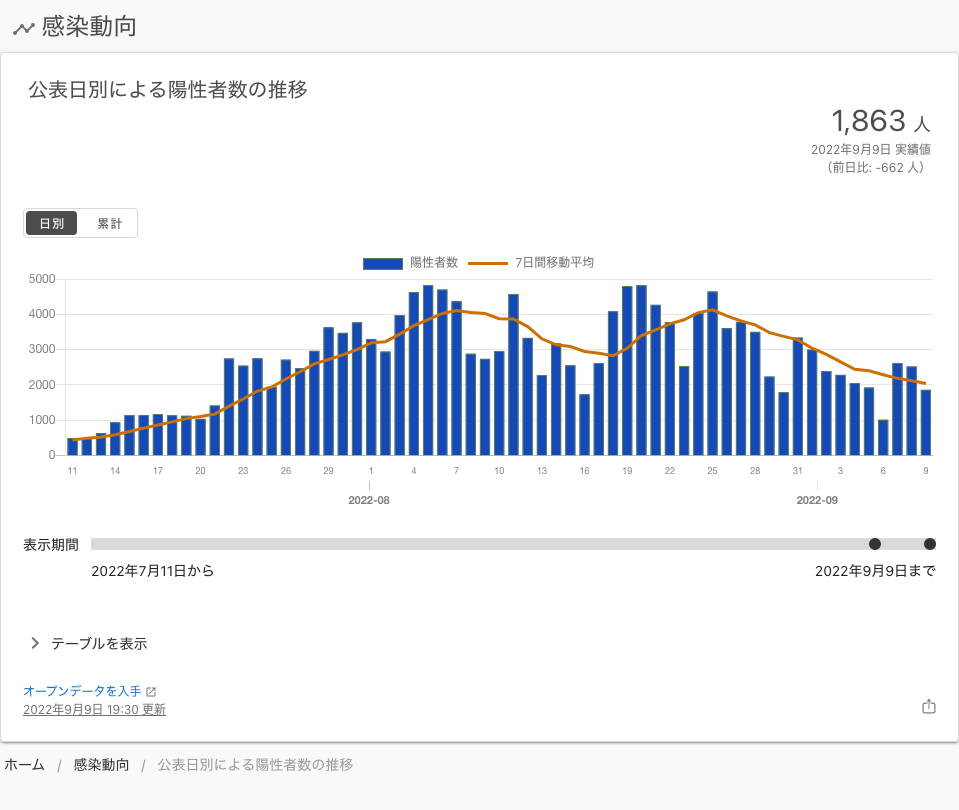 感染動向
公表日別による陽性者数の推移
1,863 人
2022年9月9日 実績値
（前日比: -662 人）
日別 累計
陽性者数 7日間移動平均
5000
4000
3000
2000
1000
0
11 14 17 20 23 26 29 1 4 7 10 13 16 19 22 25 28 31 3 6 9
2022-08 2022-09
表示期間
2022年7月11日から 2022年9月9日まで
テーブルを表示
オープンデータを入手
2022年9月9日 19:30 更新
ホーム / 感染動向 / 公表日別による陽性者数の推移